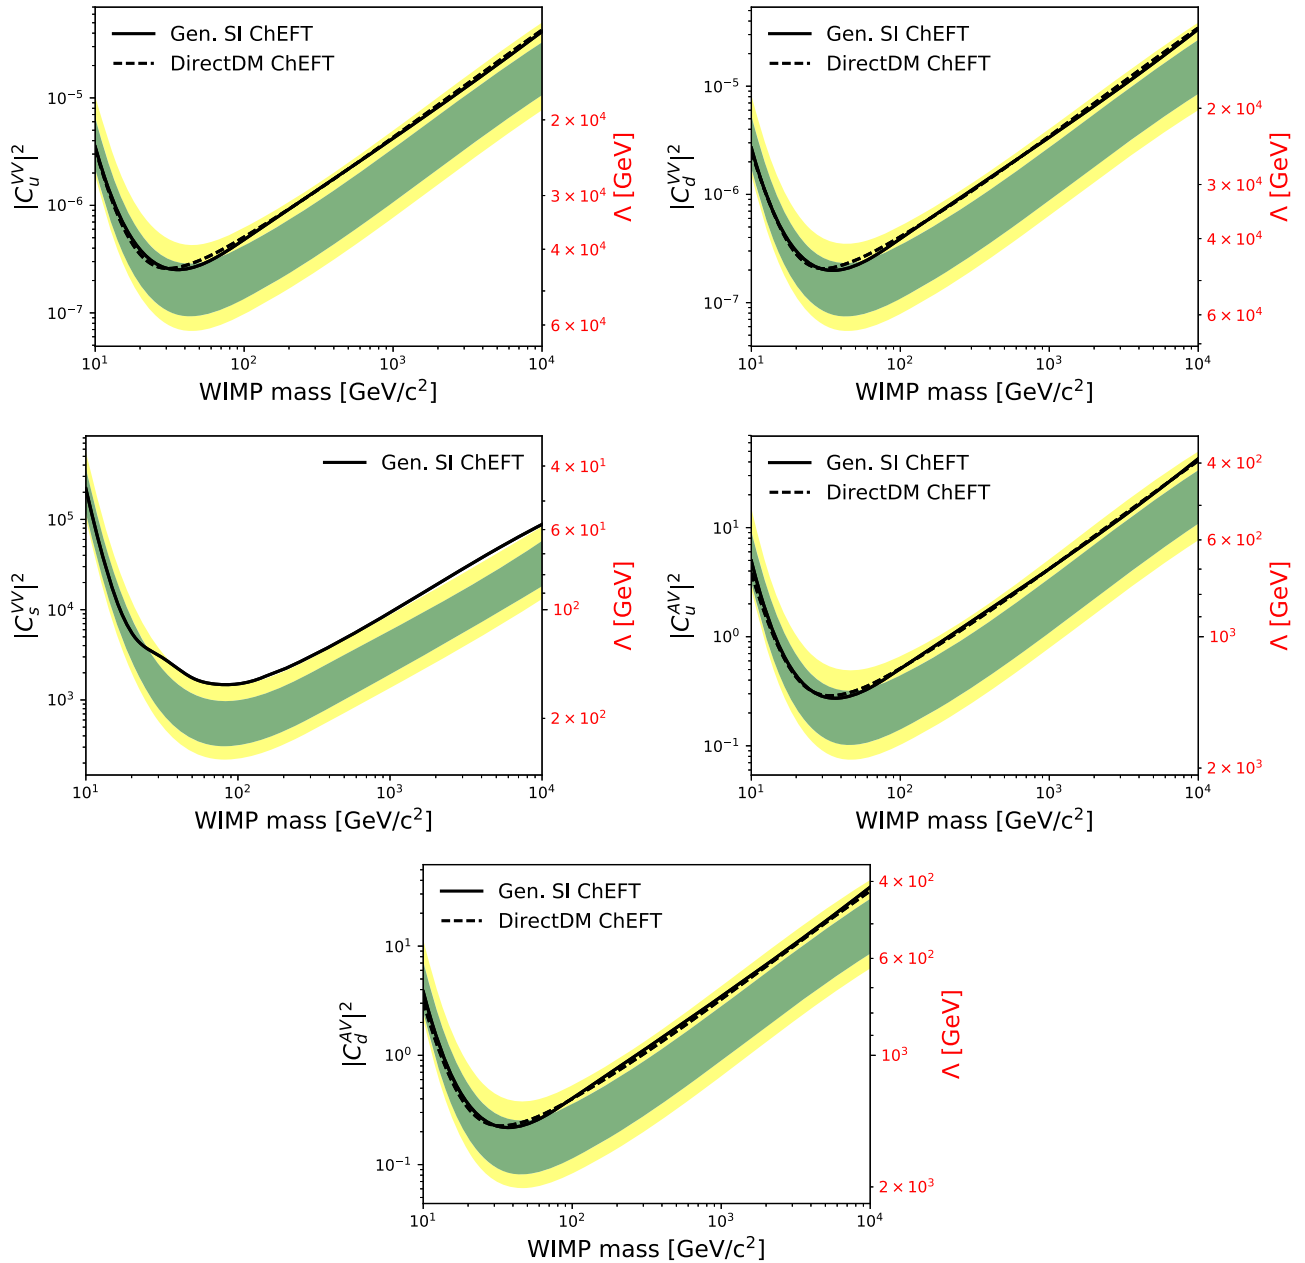 Gen. SI ChEFT
DirectDM ChEFT
10^{-5}
10^{-6}
10^{-7}
|C_u^{VV}|^2
2 × 10^4
3 × 10^4
4 × 10^4
6 × 10^4
Λ [GeV]
10^1 10^2 10^3 10^4
WIMP mass [GeV/c^2]
Gen. SI ChEFT
DirectDM ChEFT
10^{-5}
10^{-6}
10^{-7}
|C_d^{VV}|^2
2 × 10^4
3 × 10^4
4 × 10^4
6 × 10^4
Λ [GeV]
10^1 10^2 10^3 10^4
WIMP mass [GeV/c^2]
Gen. SI ChEFT
10^5
10^4
10^3
|C_s^{VV}|^2
4 × 10^1
6 × 10^1
10^2
2 × 10^2
Λ [GeV]
10^1 10^2 10^3 10^4
WIMP mass [GeV/c^2]
Gen. SI ChEFT
DirectDM ChEFT
10^1
10^0
10^{-1}
|C_u^{AV}|^2
4 × 10^2
6 × 10^2
10^3
2 × 10^3
Λ [GeV]
10^1 10^2 10^3 10^4
WIMP mass [GeV/c^2]
Gen. SI ChEFT
DirectDM ChEFT
10^1
10^0
10^{-1}
|C_d^{AV}|^2
4 × 10^2
6 × 10^2
10^3
2 × 10^3
Λ [GeV]
10^1 10^2 10^3 10^4
WIMP mass [GeV/c^2]